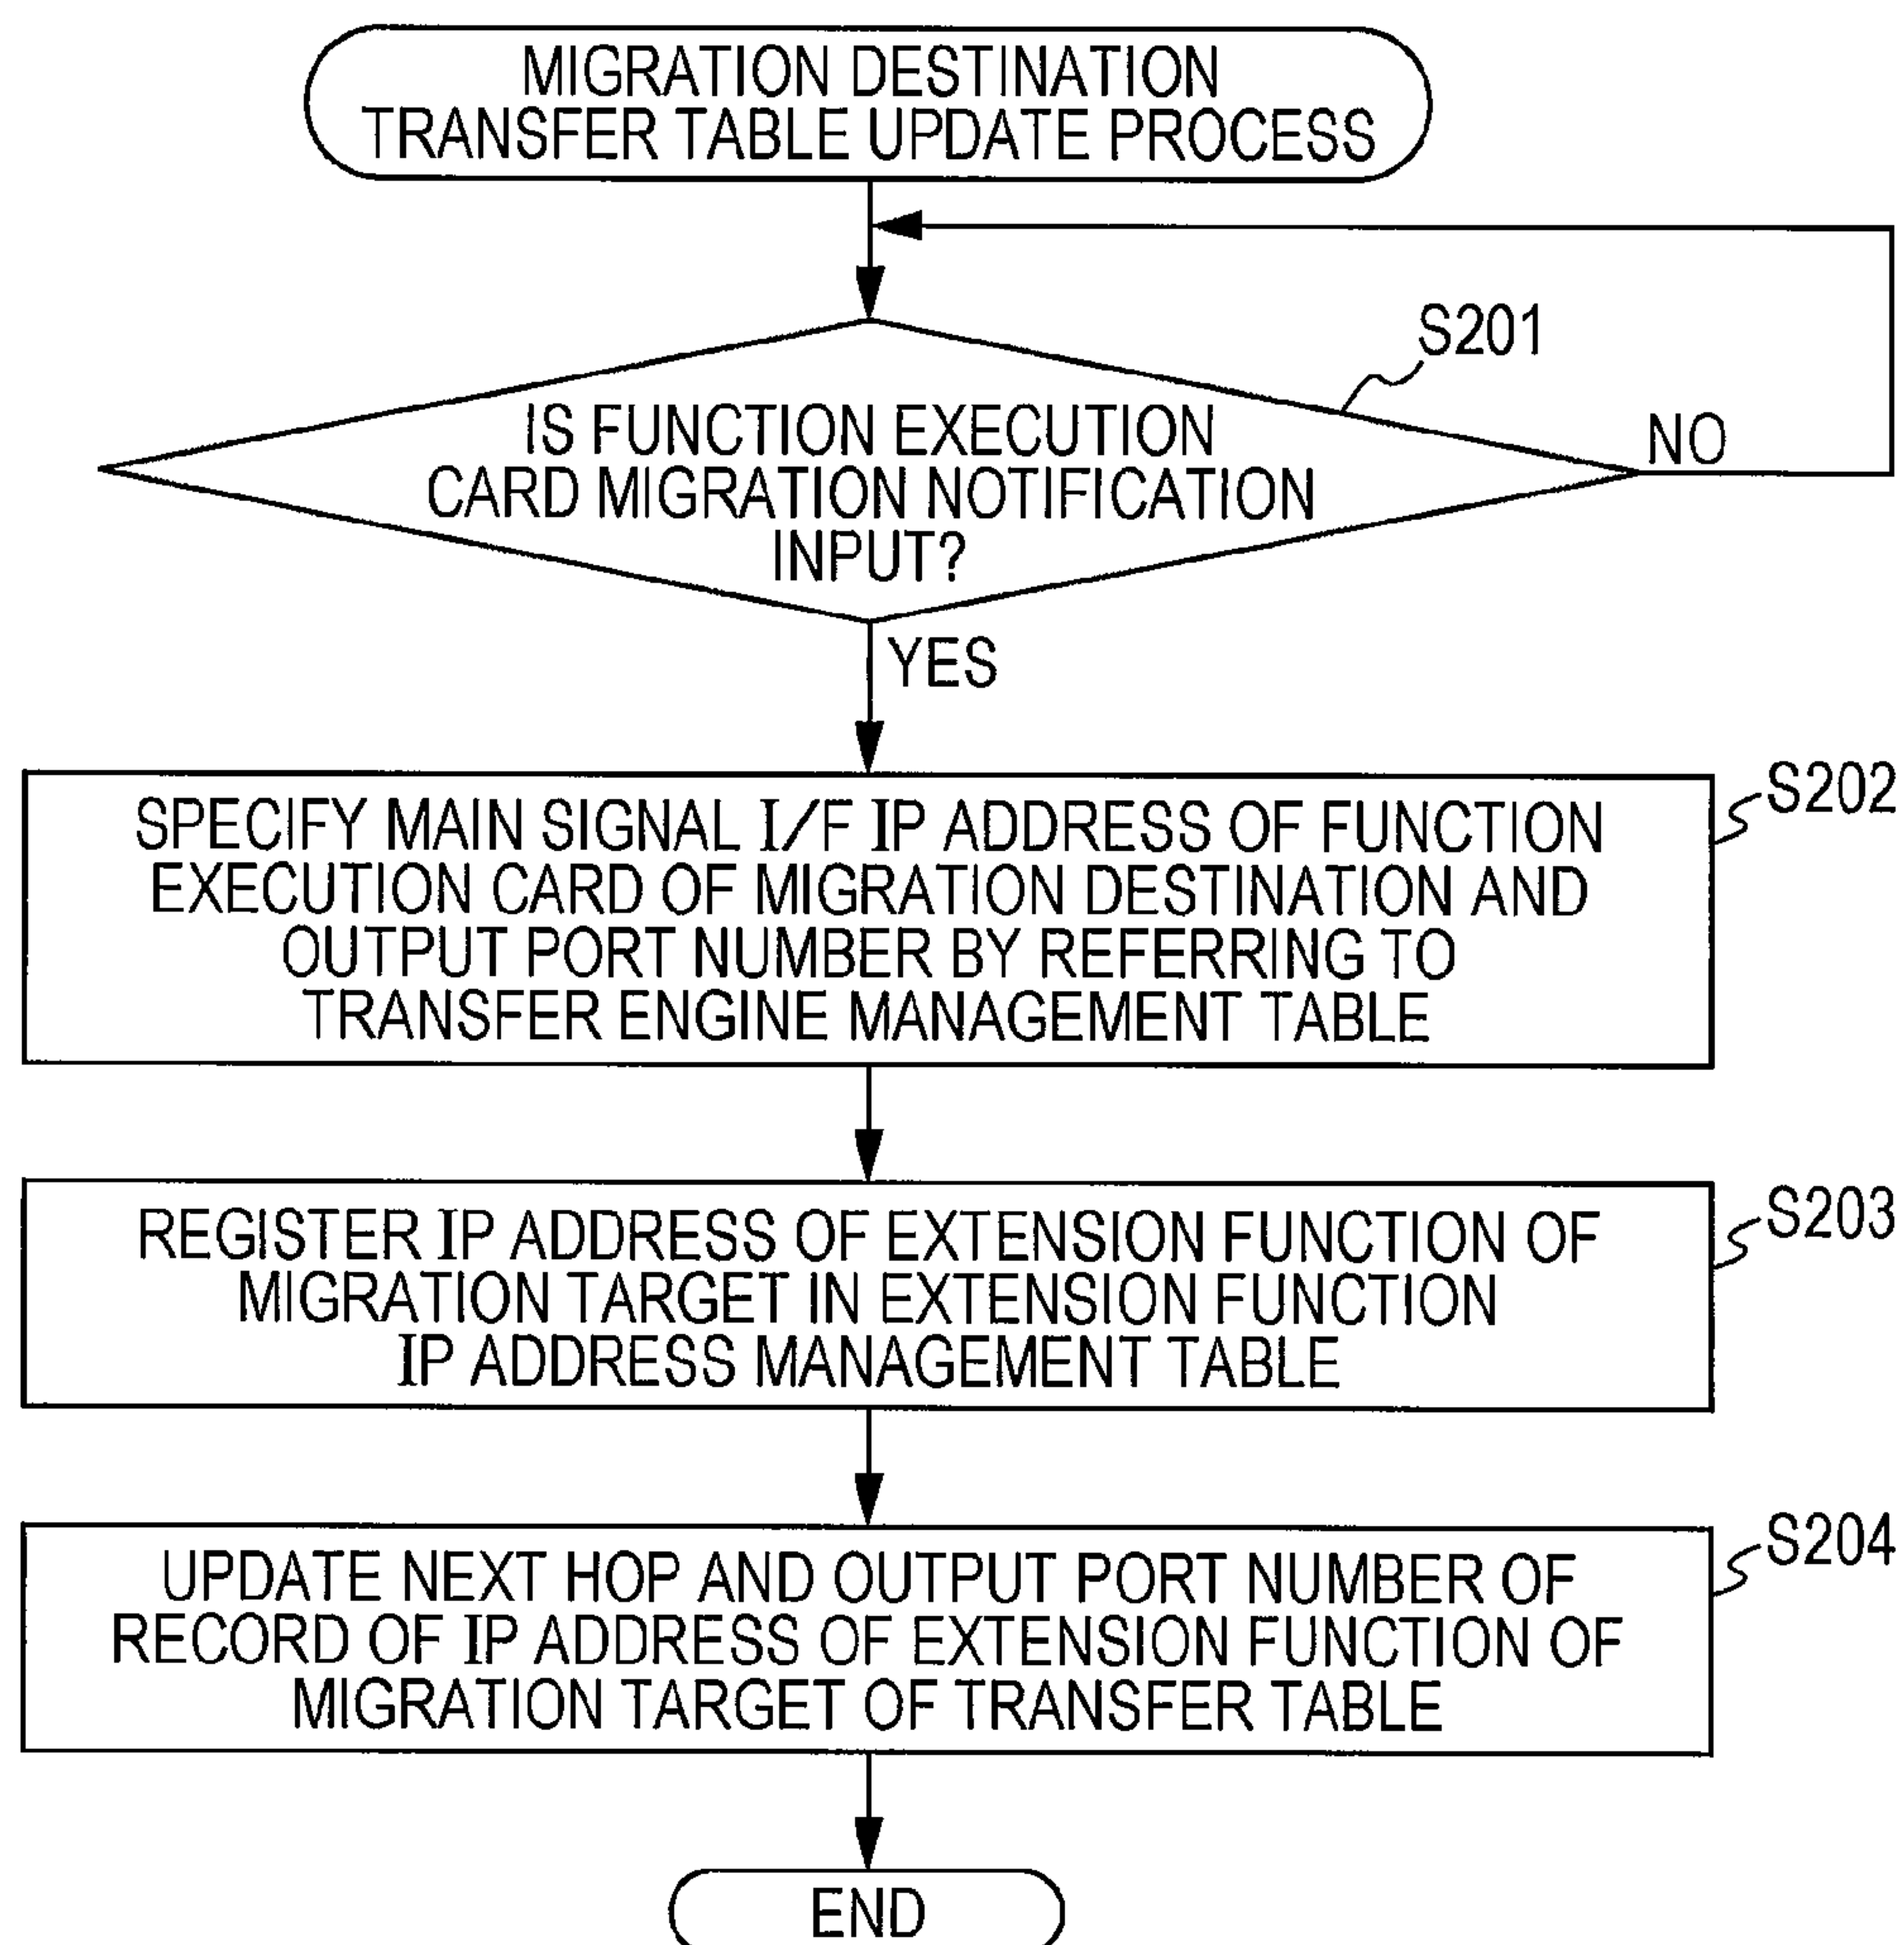 MIGRATION DESTINATION
TRANSFER TABLE UPDATE PROCESS
S201
IS FUNCTION EXECUTION
CARD MIGRATION NOTIFICATION
INPUT?
NO
YES
S202
SPECIFY MAIN SIGNAL I/F IP ADDRESS OF FUNCTION
EXECUTION CARD OF MIGRATION DESTINATION AND
OUTPUT PORT NUMBER BY REFERRING TO
TRANSFER ENGINE MANAGEMENT TABLE
S203
REGISTER IP ADDRESS OF EXTENSION FUNCTION OF
MIGRATION TARGET IN EXTENSION FUNCTION
IP ADDRESS MANAGEMENT TABLE
S204
UPDATE NEXT HOP AND OUTPUT PORT NUMBER OF
RECORD OF IP ADDRESS OF EXTENSION FUNCTION OF
MIGRATION TARGET OF TRANSFER TABLE
END